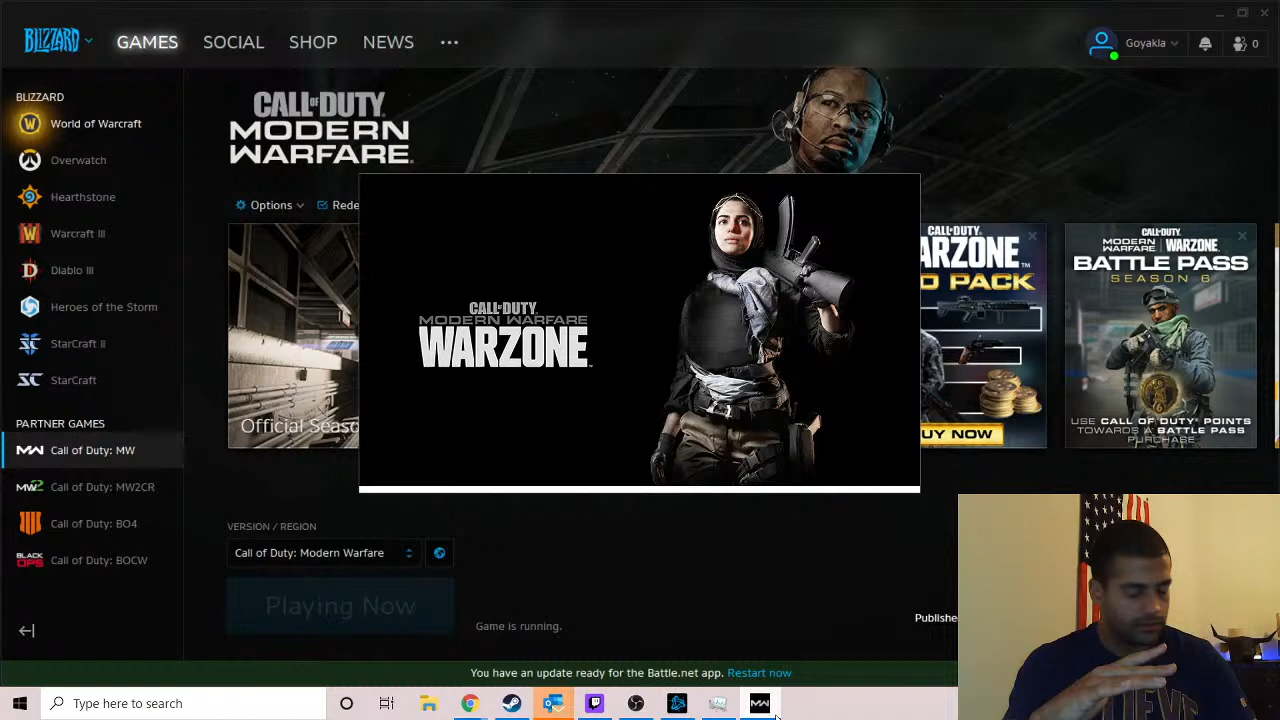 BLIZZARD
GAMES
SOCIAL
SHOP
NEWS
Goyakla
0
BLIZZARD
World of Warcraft
Overwatch
Hearthstone
Warcraft III
Diablo III
Heroes of the Storm
StarCraft II
StarCraft
PARTNER GAMES
Call of Duty: MW
Call of Duty: MW2CR
Call of Duty: BO4
Call of Duty: BOCW
CALL OF DUTY
MODERN
WARFARE
Options
Rede
Official Seaso
CALL OF DUTY
MODERN WARFARE
WARZONE
CALL OF DUTY
ARZONE
O PACK
BUY NOW
CALL OF DUTY
MODERN WARFARE | WARZONE
BATTLE PASS
SEASON 6
USE CALL OF DUTY POINTS
TOWARDS A BATTLE PASS
PURCHASE
VERSION / REGION
Call of Duty: Modern Warfare
Playing Now
Game is running.
Publishe
You have an update ready for the Battle.net app. Restart now
Type here to search